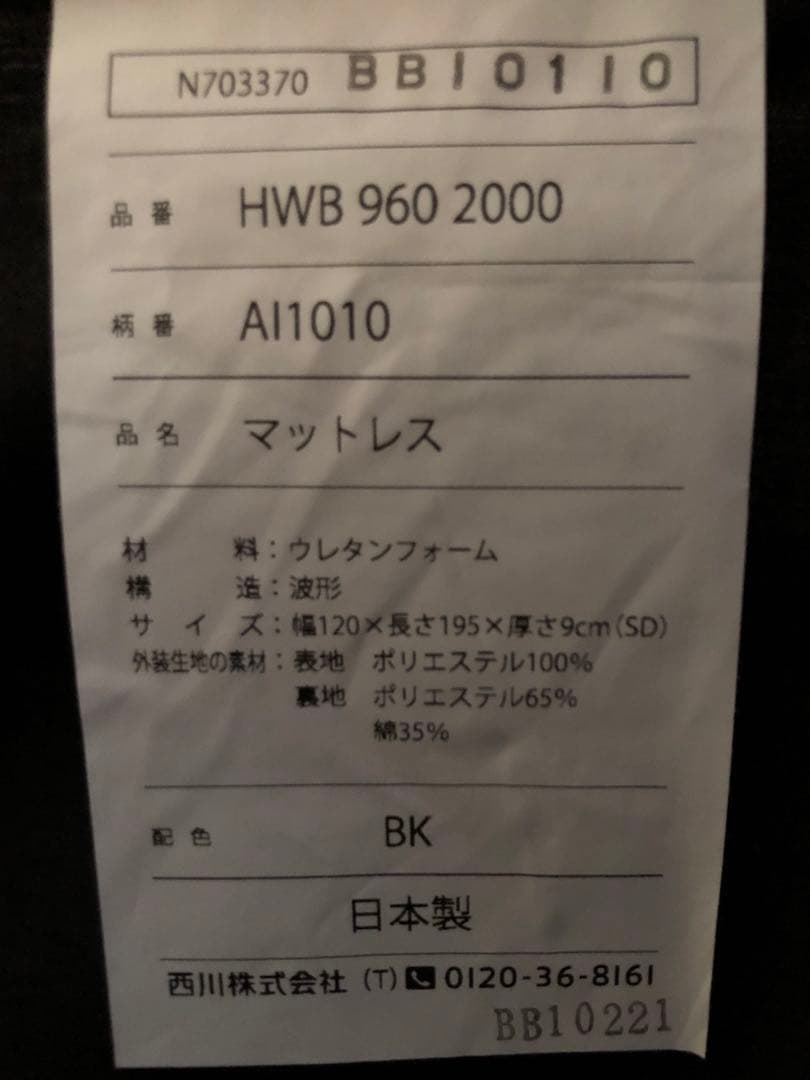 N703370 BB10110
品番 HWB 960 2000
柄番 AI1010
品名 マットレス
材料：ウレタンフォーム
構造：波形
サイズ：幅120×長さ195×厚さ9cm（SD）
外装生地の素材：表地 ポリエステル100%
裏地 ポリエステル65%
綿35%
配色 BK
日本製
西川株式会社 (T) 0120-36-8161
BB10221